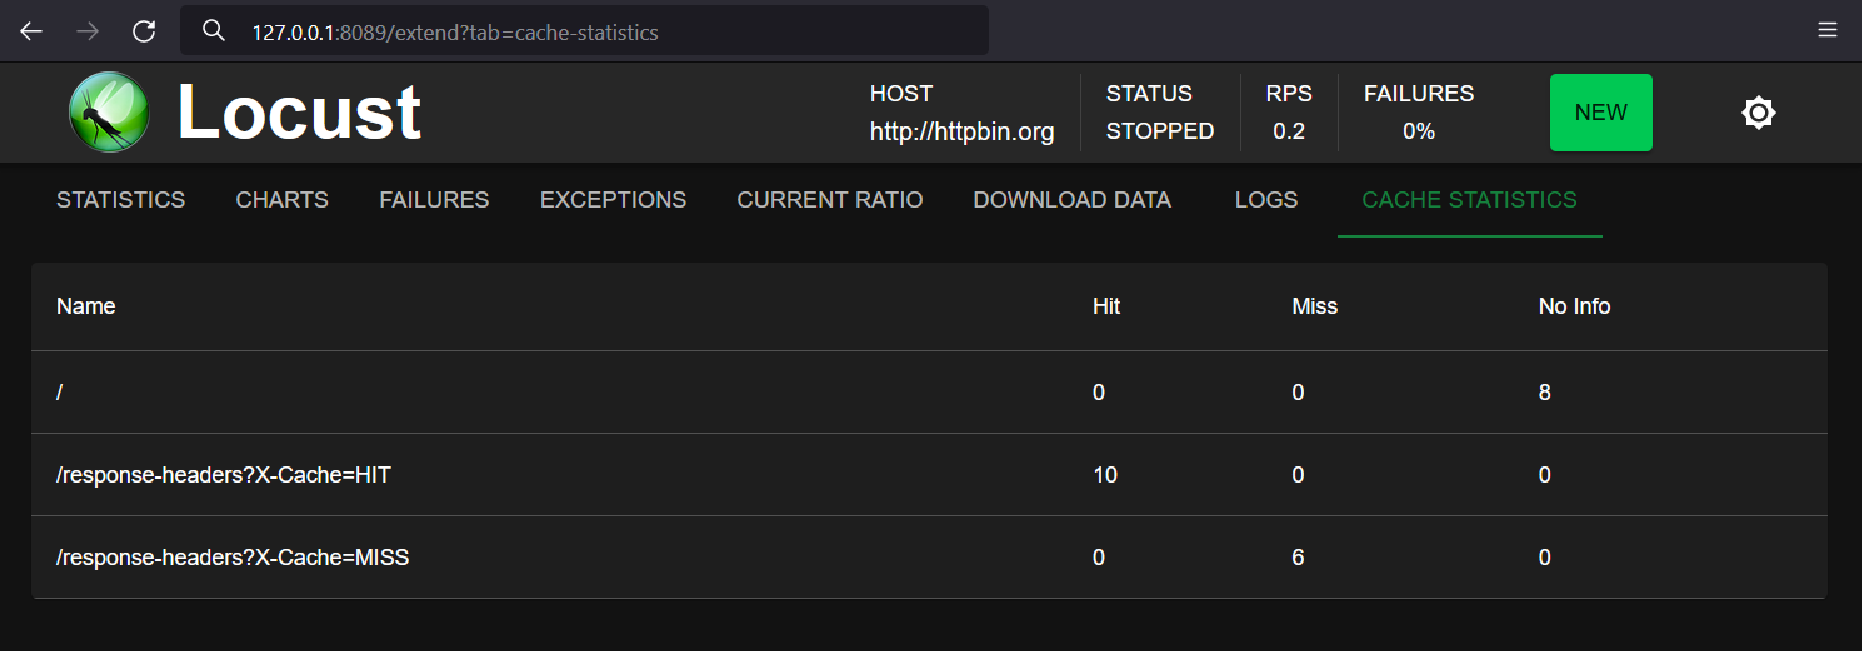 127.0.0.1:8089/extend?tab=cache-statistics
Locust
HOST STATUS RPS FAILURES
http://httpbin.org STOPPED 0.2 0%
NEW
STATISTICS CHARTS FAILURES EXCEPTIONS CURRENT RATIO DOWNLOAD DATA LOGS CACHE STATISTICS
Name Hit Miss No Info
/ 0 0 8
/response-headers?X-Cache=HIT 10 0 0
/response-headers?X-Cache=MISS 0 6 0